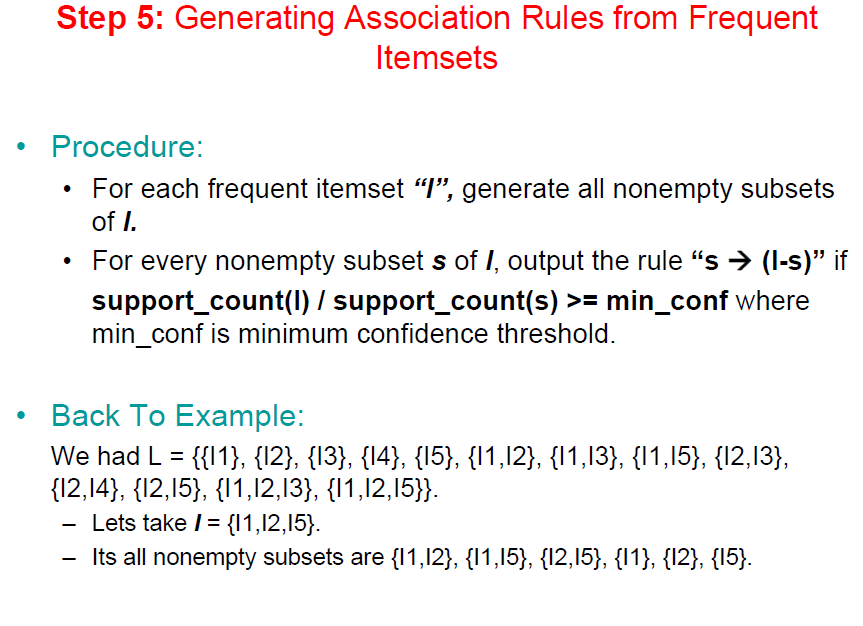 Step 5: Generating Association Rules from Frequent
Itemsets
• Procedure:
• For each frequent itemset “l”, generate all nonempty subsets
of l.
• For every nonempty subset s of l, output the rule “s → (l-s)” if
support_count(l) / support_count(s) >= min_conf where
min_conf is minimum confidence threshold.
• Back To Example:
We had L = {{I1}, {I2}, {I3}, {I4}, {I5}, {I1,I2}, {I1,I3}, {I1,I5}, {I2,I3},
{I2,I4}, {I2,I5}, {I1,I2,I3}, {I1,I2,I5}}.
– Lets take l = {I1,I2,I5}.
– Its all nonempty subsets are {I1,I2}, {I1,I5}, {I2,I5}, {I1}, {I2}, {I5}.